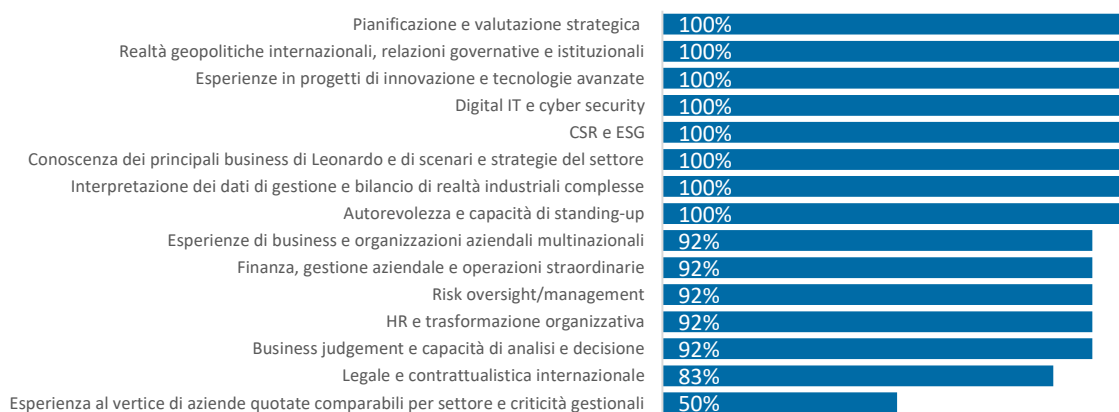 Pianificazione e valutazione strategica 100%
Realtà geopolitiche internazionali, relazioni governative e istituzionali 100%
Esperienze in progetti di innovazione e tecnologie avanzate 100%
Digital IT e cyber security 100%
CSR e ESG 100%
Conoscenza dei principali business di Leonardo e di scenari e strategie del settore 100%
Interpretazione dei dati di gestione e bilancio di realtà industriali complesse 100%
Autorevolezza e capacità di standing-up 100%
Esperienze di business e organizzazioni aziendali multinazionali 92%
Finanza, gestione aziendale e operazioni straordinarie 92%
Risk oversight/management 92%
HR e trasformazione organizzativa 92%
Business judgement e capacità di analisi e decisione 92%
Legale e contrattualistica internazionale 83%
Esperienza al vertice di aziende quotate comparabili per settore e criticità gestionali 50%